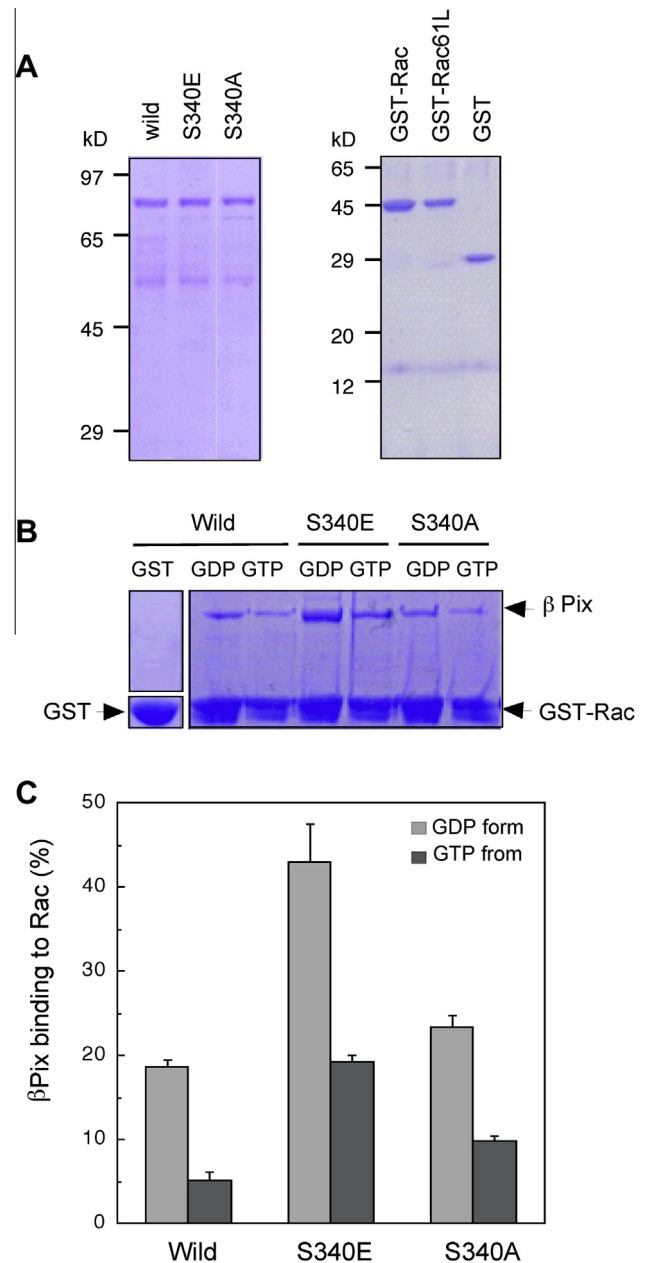 A
kD
wild
S340E
S340A
97
65
45
29
kD
GST-Rac
GST-Rac61L
GST
65
45
29
20
12
B
Wild S340E S340A
GST GDP GTP GDP GTP GDP GTP
β Pix
GST
GST-Rac
C
βPix binding to Rac (%)
50
40
30
20
10
0
GDP form
GTP from
Wild S340E S340A